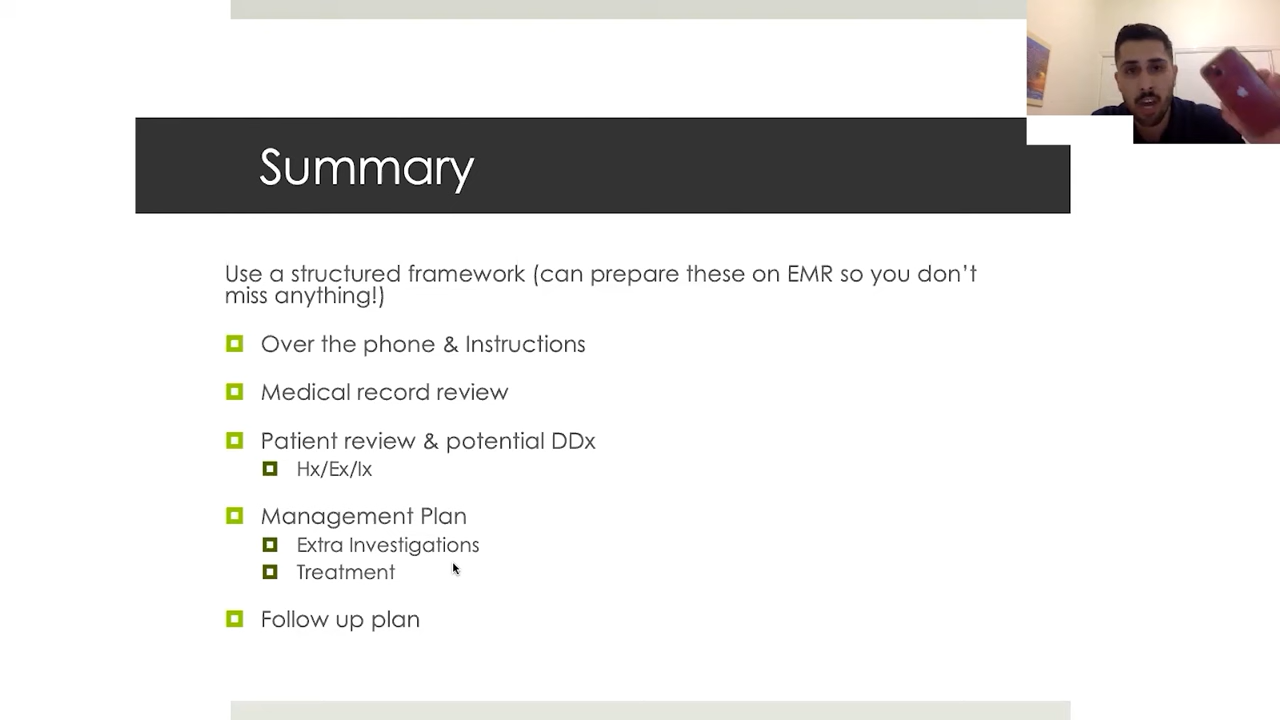 Summary
Use a structured framework (can prepare these on EMR so you don't
miss anything!)
Over the phone & Instructions
Medical record review
Patient review & potential DDx
Hx/Ex/Ix
Management Plan
Extra Investigations
Treatment
Follow up plan